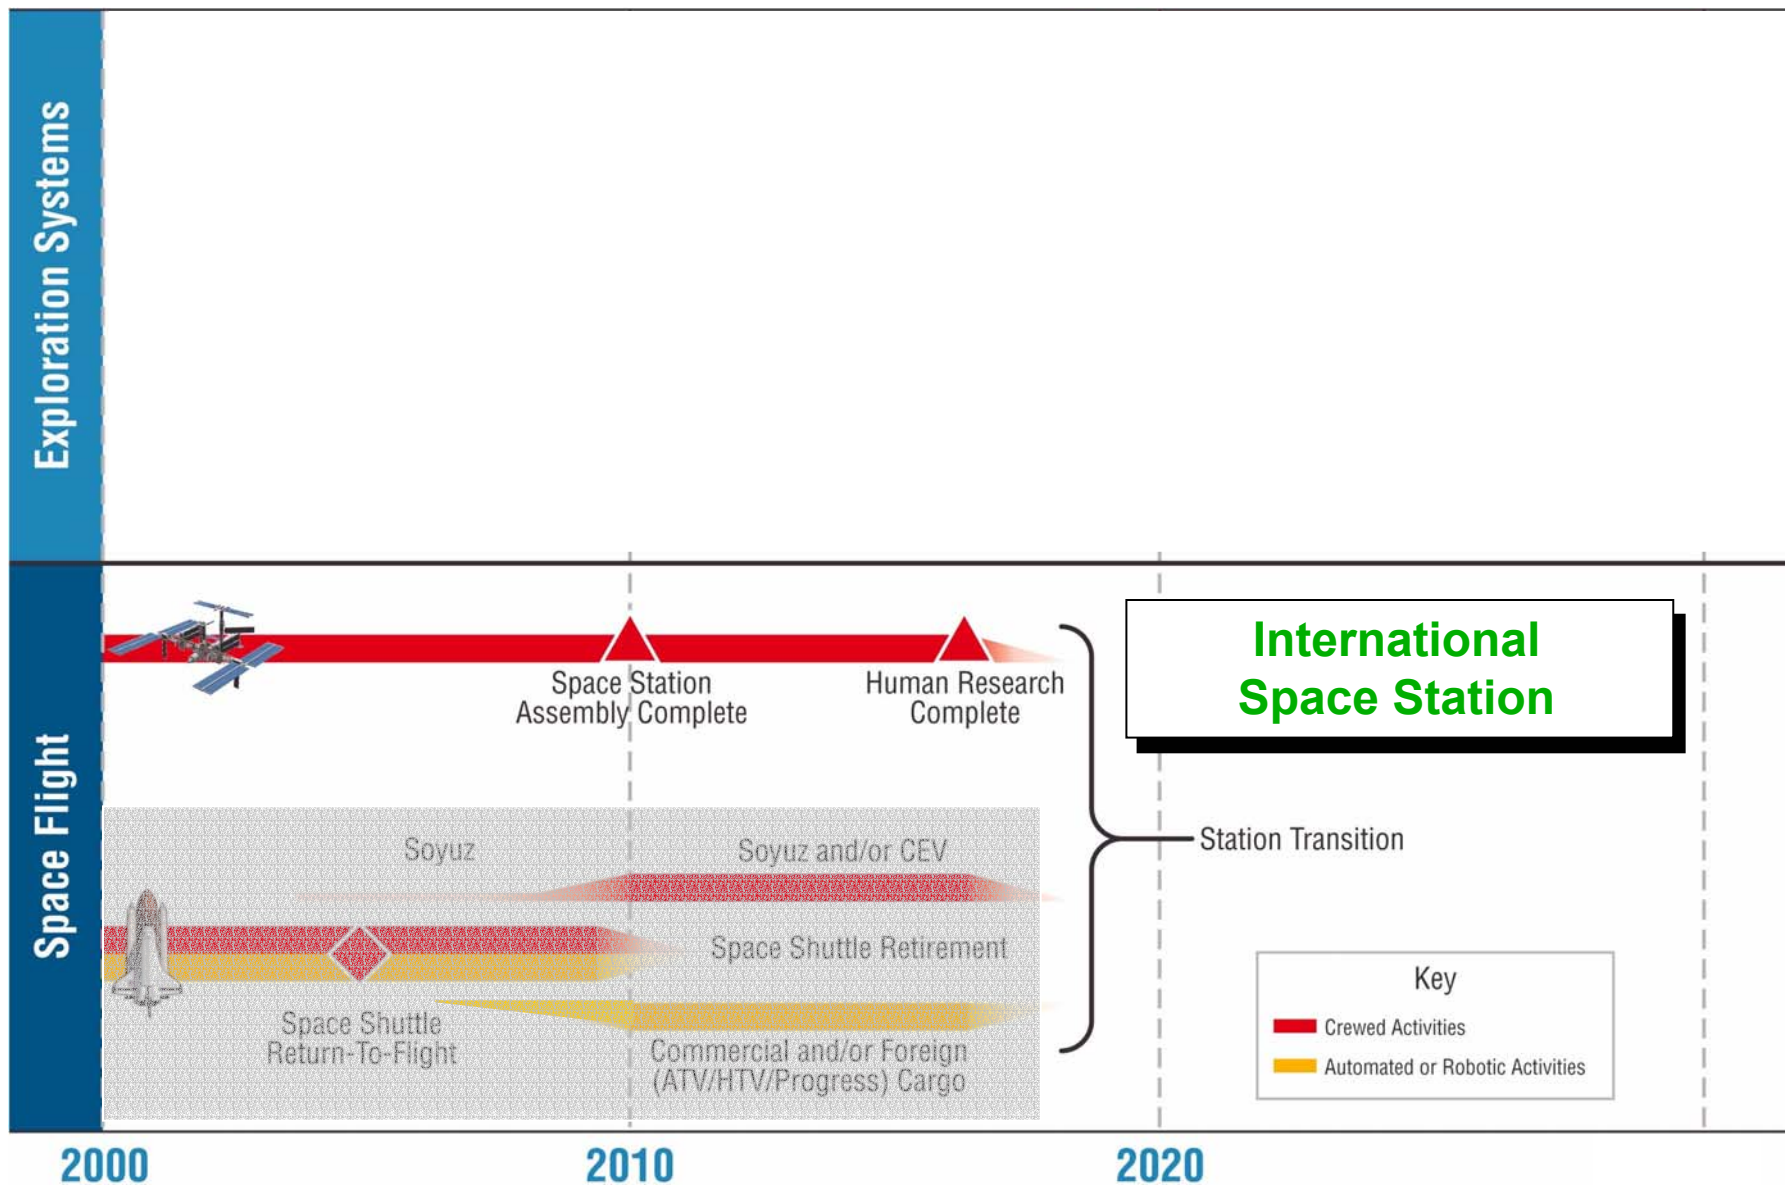 Exploration Systems
Space Flight
Space Station
Assembly Complete
Human Research
Complete
International
Space Station
Station Transition
Soyuz
Soyuz and/or CEV
Space Shuttle Retirement
Space Shuttle
Return-To-Flight
Commercial and/or Foreign
(ATV/HTV/Progress) Cargo
Key
Crewed Activities
Automated or Robotic Activities
2000
2010
2020